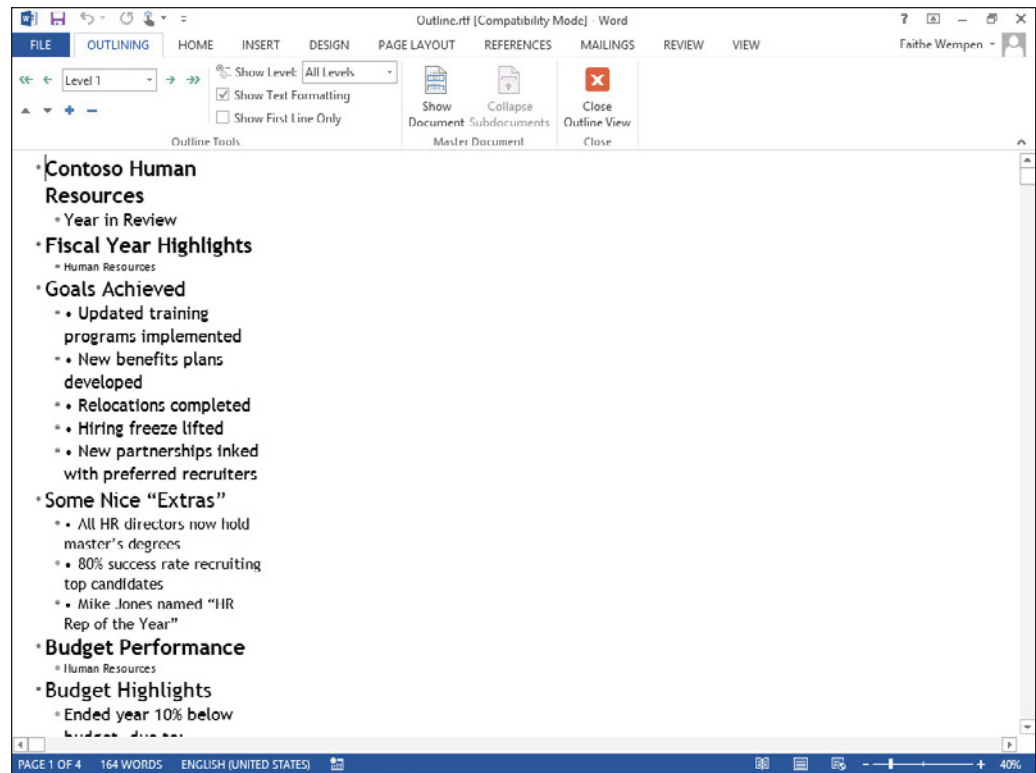 Outline.rtf [Compatibility Mode] - Word
FILE OUTLINING HOME INSERT DESIGN PAGE LAYOUT REFERENCES MAILINGS REVIEW VIEW Faithe Wempen
Level 1 Show Level: All Levels
Show Text Formatting
Show First Line Only
Show Document
Collapse Subdocuments
Close Outline View
Outline Tools Master Document Close
Contoso Human
Resources
Year in Review
Fiscal Year Highlights
Human Resources
Goals Achieved
• Updated training
programs implemented
• New benefits plans
developed
• Relocations completed
• Hiring freeze lifted
• New partnerships inked
with preferred recruiters
Some Nice “Extras”
• All HR directors now hold
master’s degrees
• 80% success rate recruiting
top candidates
• Mike Jones named “HR
Rep of the Year”
Budget Performance
Human Resources
Budget Highlights
Ended year 10% below
budget, due to:
PAGE 1 OF 4 164 WORDS ENGLISH (UNITED STATES) 40%